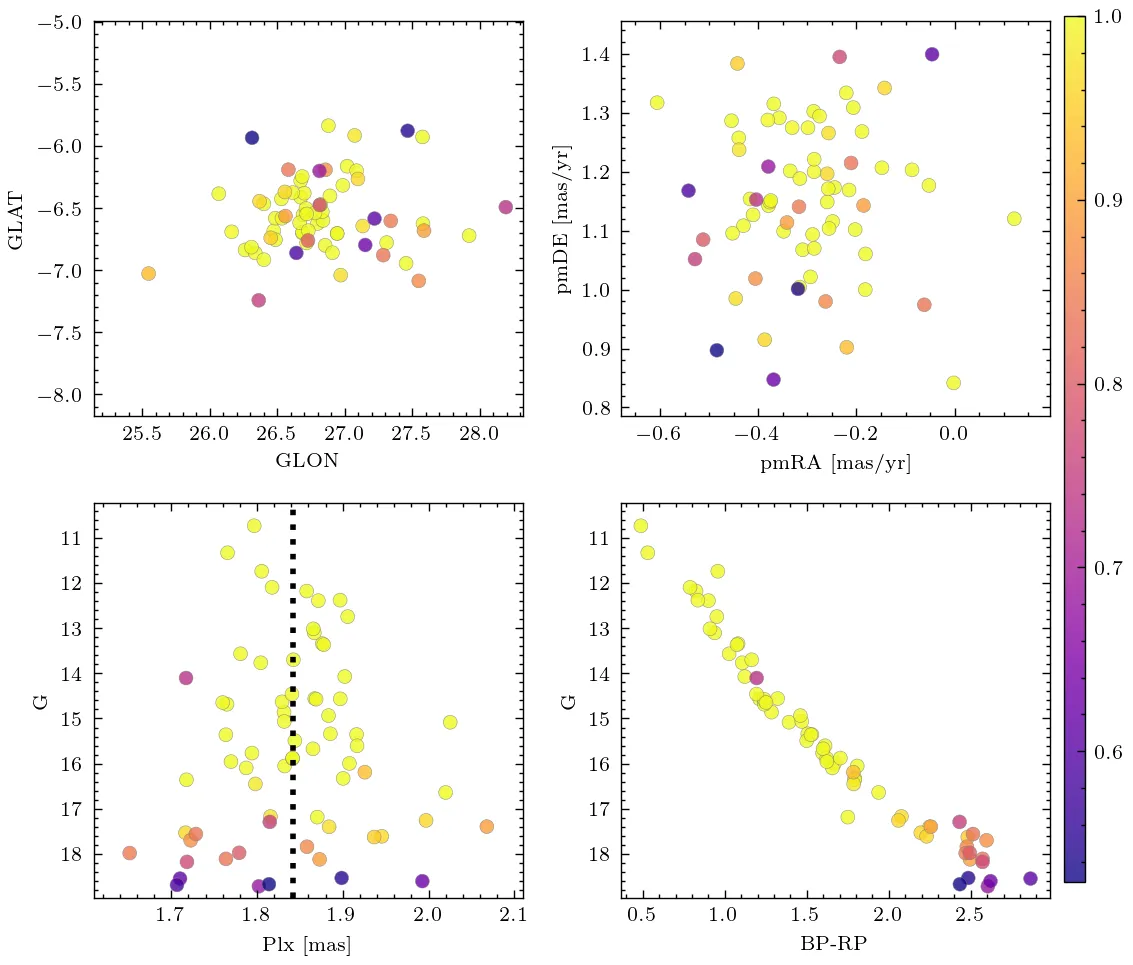 −5.0
−5.5
−6.0
−6.5
−7.0
−7.5
−8.0
GLAT
25.5 26.0 26.5 27.0 27.5 28.0
GLON
1.4
1.3
1.2
1.1
1.0
0.9
0.8
pmDE [mas/yr]
−0.6 −0.4 −0.2 0.0
pmRA [mas/yr]
1.0
0.9
0.8
0.7
0.6
11
12
13
14
15
16
17
18
G
1.7 1.8 1.9 2.0 2.1
Plx [mas]
11
12
13
14
15
16
17
18
G
0.5 1.0 1.5 2.0 2.5
BP-RP